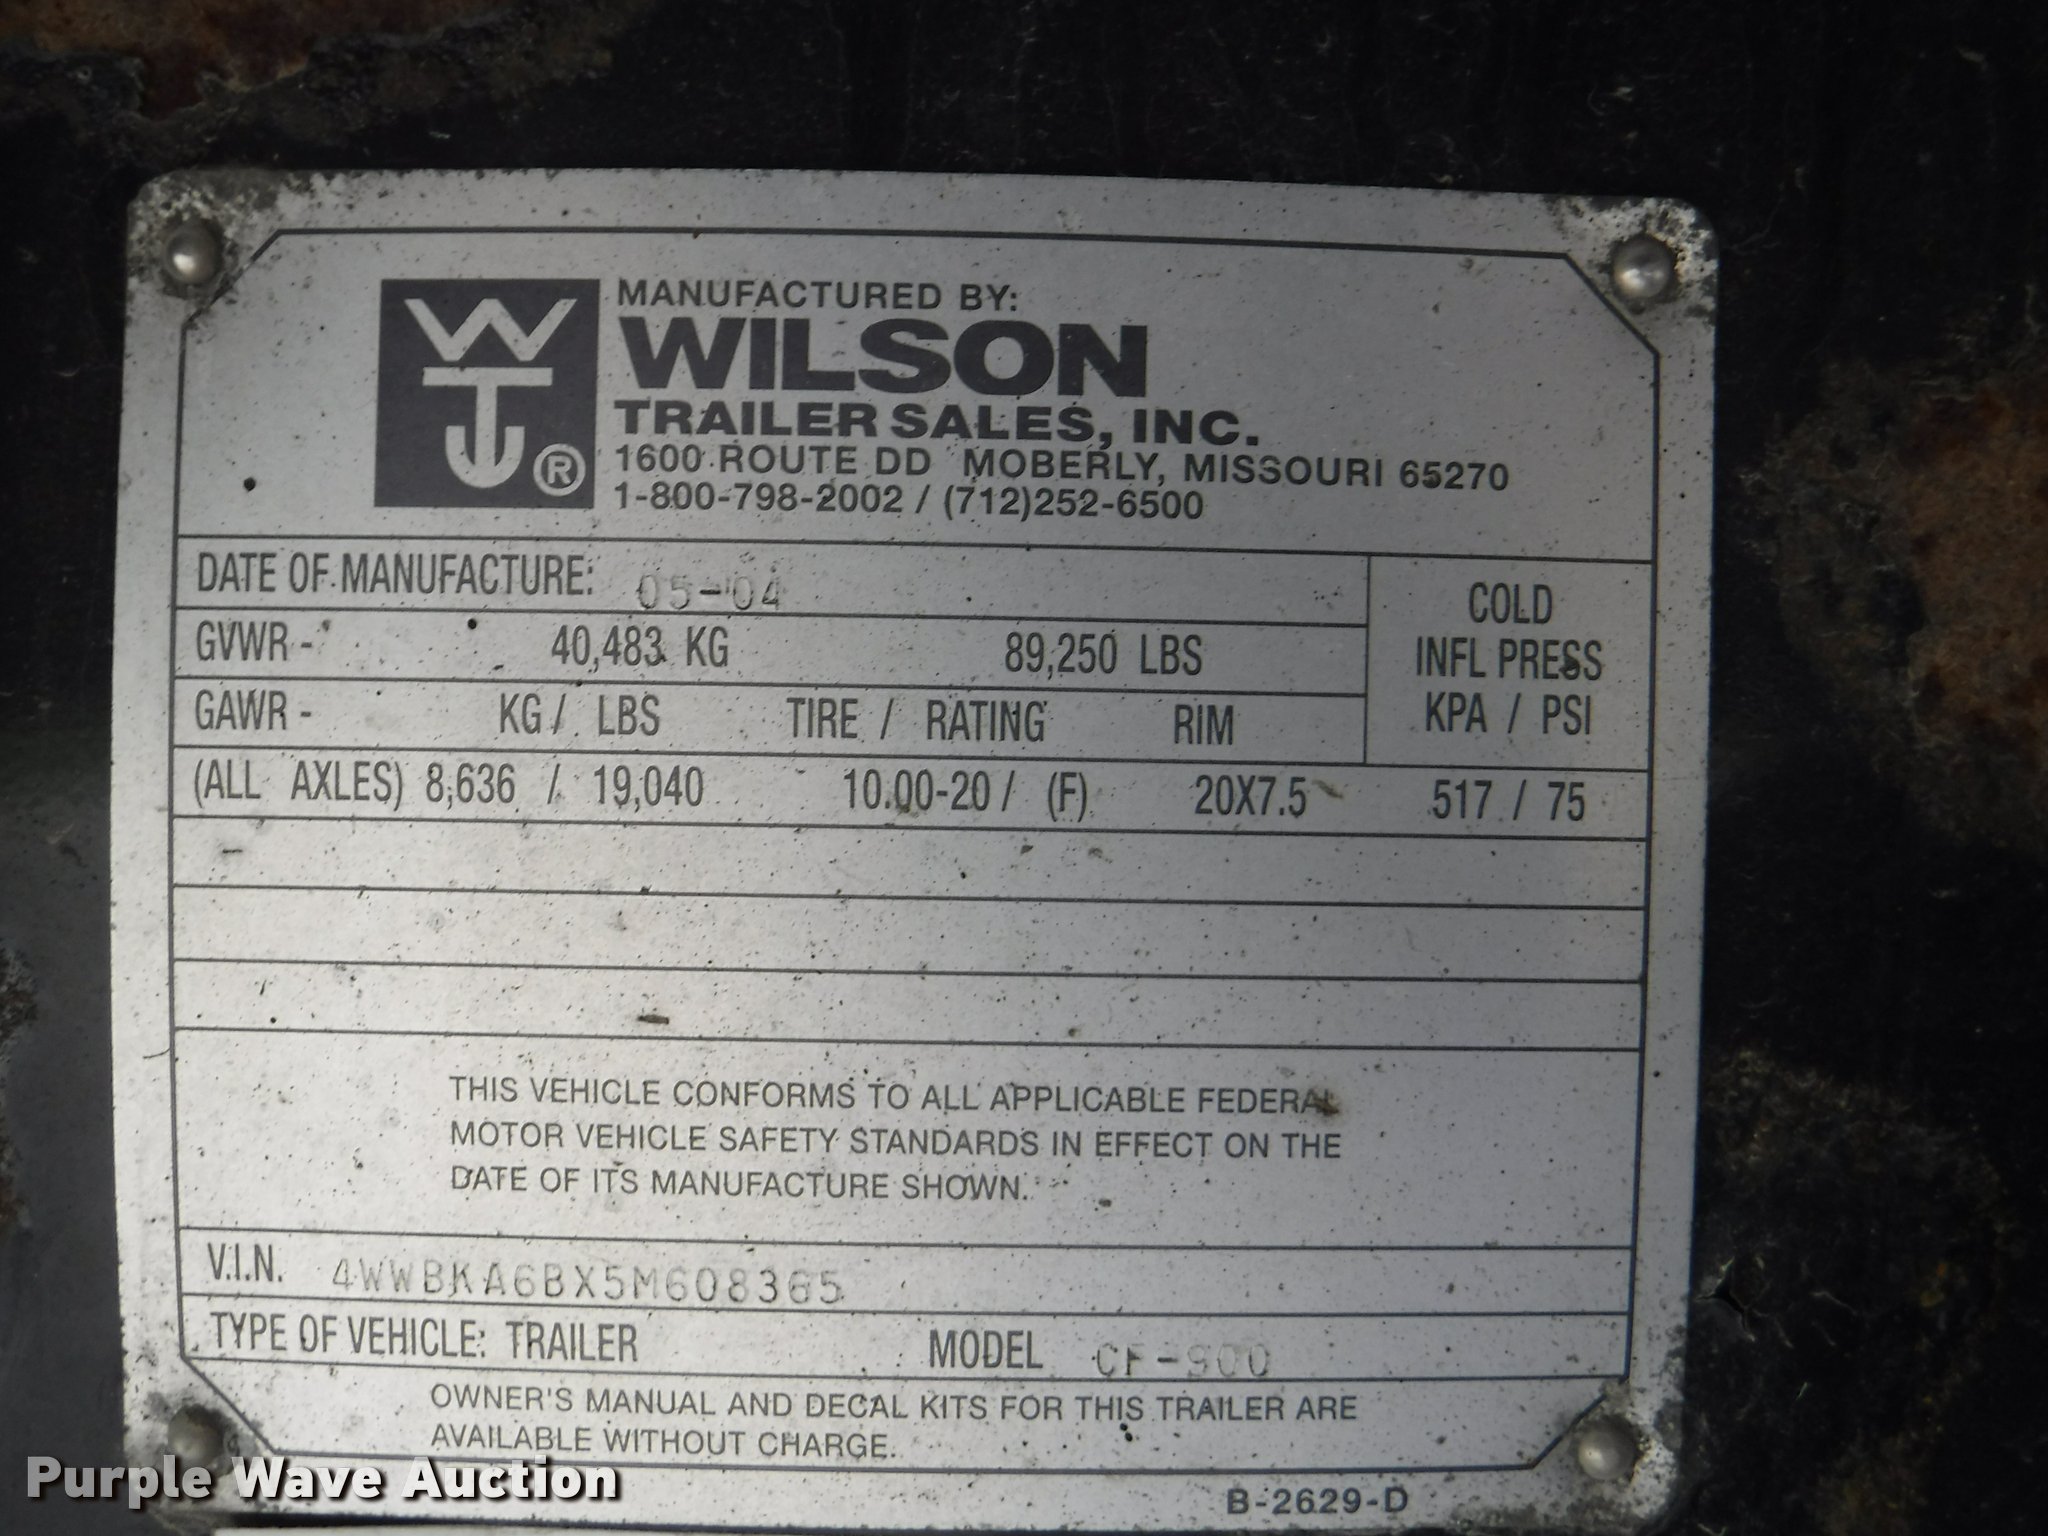 WTJ®
MANUFACTURED BY:
WILSON
TRAILER SALES, INC.
1600 ROUTE DD MOBERLY, MISSOURI 65270
1-800-798-2002 / (712)252-6500
DATE OF MANUFACTURE: 05-04
COLD
INFL PRESS
KPA / PSI
GVWR - 40,483 KG 89,250 LBS
GAWR - KG / LBS TIRE / RATING RIM
(ALL AXLES) 8,636 / 19,040 10.00-20 / (F) 20X7.5 517 / 75
THIS VEHICLE CONFORMS TO ALL APPLICABLE FEDERAL
MOTOR VEHICLE SAFETY STANDARDS IN EFFECT ON THE
DATE OF ITS MANUFACTURE SHOWN.
V.I.N. 4WWBKA6BX5M608365
TYPE OF VEHICLE: TRAILER MODEL CF-900
OWNER'S MANUAL AND DECAL KITS FOR THIS TRAILER ARE
AVAILABLE WITHOUT CHARGE.
B-2629-D
Purple Wave Auction